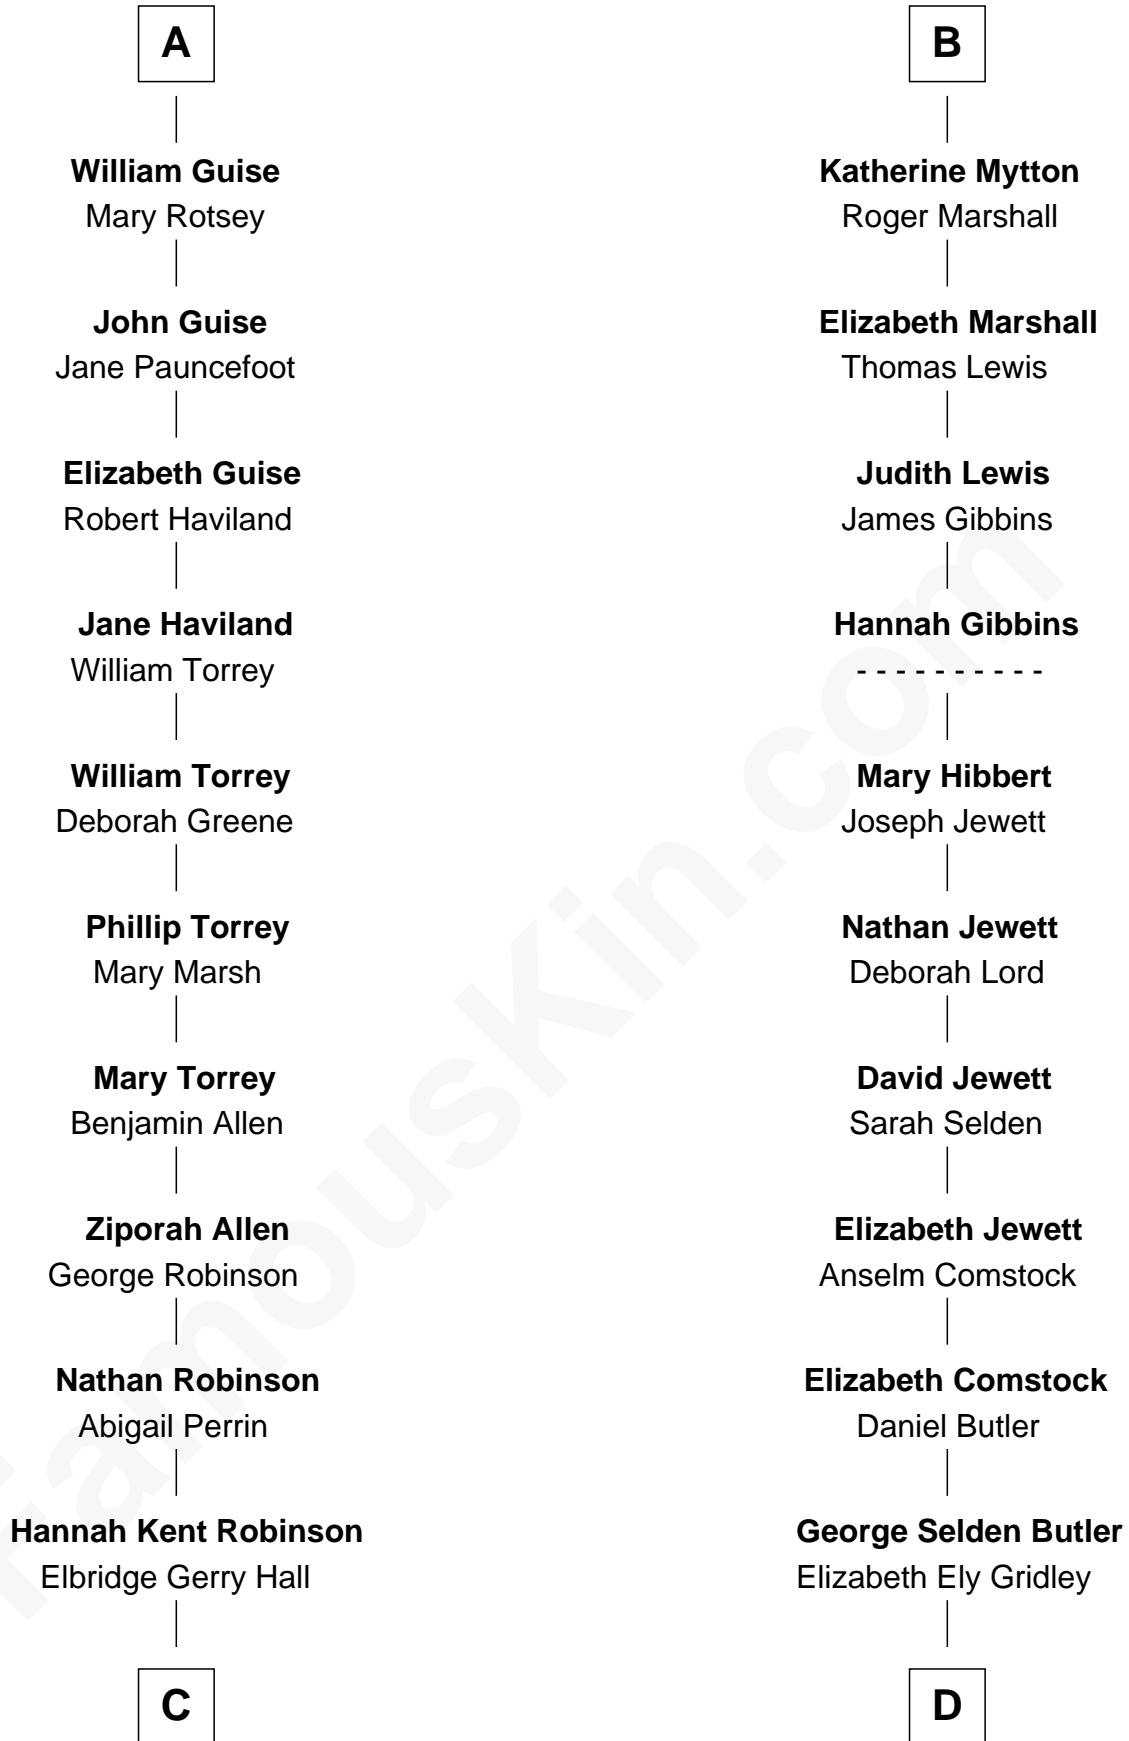 A
William Guise
Mary Rotsey
John Guise
Jane Pauncefoot
Elizabeth Guise
Robert Haviland
Jane Haviland
William Torrey
William Torrey
Deborah Greene
Phillip Torrey
Mary Marsh
Mary Torrey
Benjamin Allen
Ziporah Allen
George Robinson
Nathan Robinson
Abigail Perrin
Hannah Kent Robinson
Elbridge Gerry Hall
C
B
Katherine Mytton
Roger Marshall
Elizabeth Marshall
Thomas Lewis
Judith Lewis
James Gibbins
Hannah Gibbins
- - - - - - - - - -
Mary Hibbert
Joseph Jewett
Nathan Jewett
Deborah Lord
David Jewett
Sarah Selden
Elizabeth Jewett
Anselm Comstock
Elizabeth Comstock
Daniel Butler
George Selden Butler
Elizabeth Ely Gridley
D
FamousKin.com